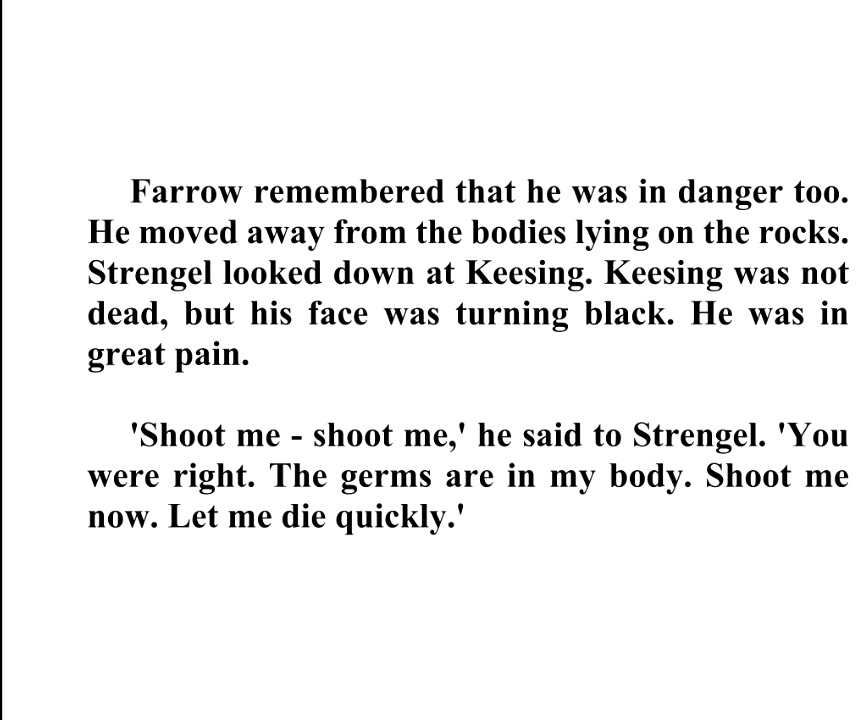 Farrow remembered that he was in danger too.
He moved away from the bodies lying on the rocks.
Strengel looked down at Keesing. Keesing was not
dead, but his face was turning black. He was in
great pain.
'Shoot me - shoot me,' he said to Strengel. 'You
were right. The germs are in my body. Shoot me
now. Let me die quickly.'